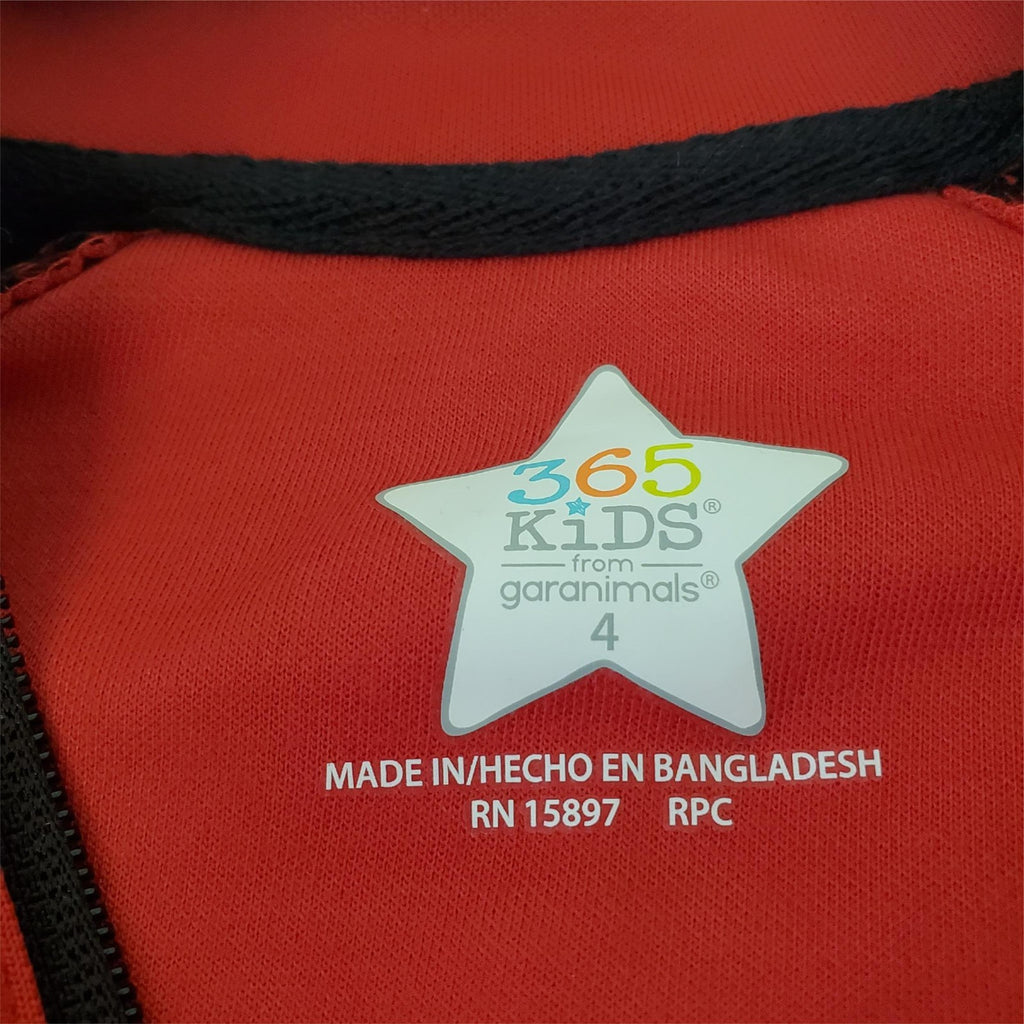 365
KiDS®
from
garanimals®
4
MADE IN/HECHO EN BANGLADESH
RN 15897 RPC